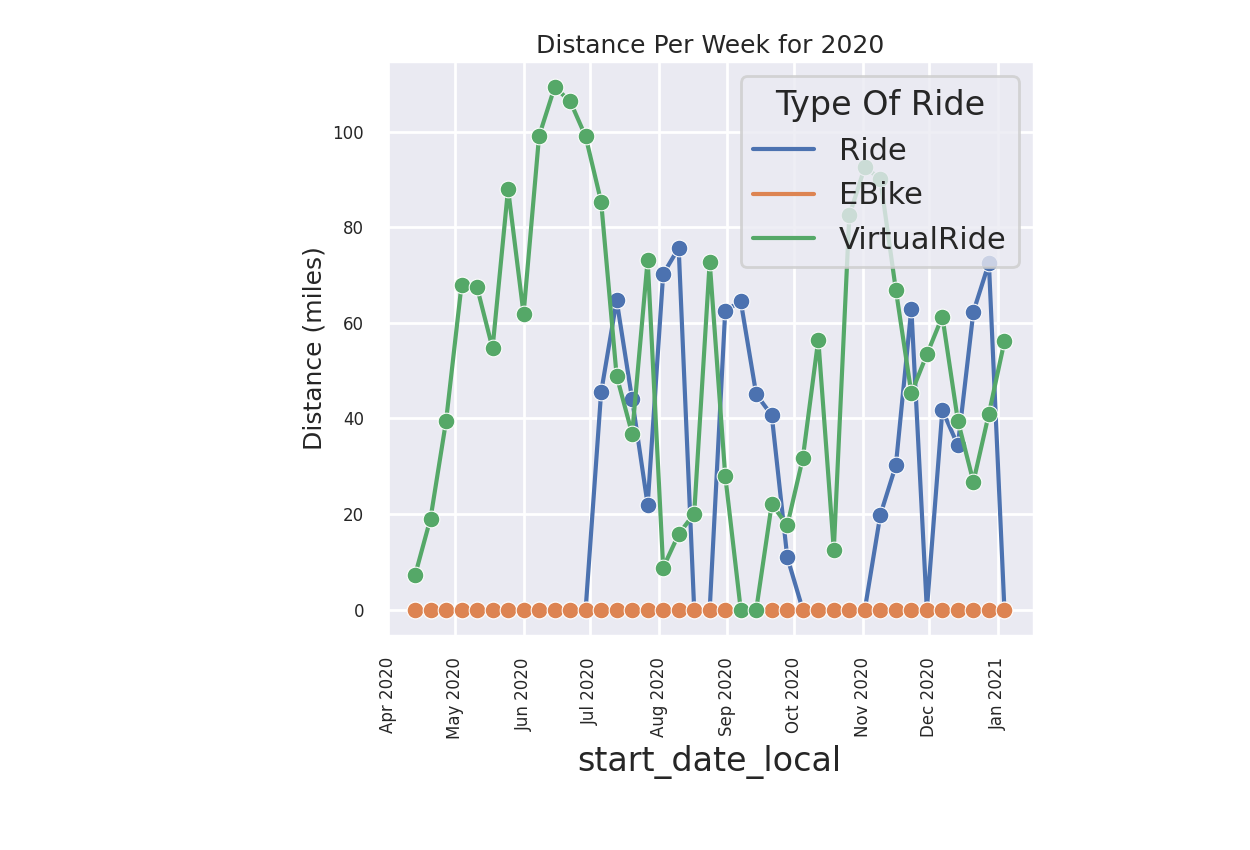 Distance Per Week for 2020
Type Of Ride
Ride
EBike
VirtualRide
Distance (miles)
100
80
60
40
20
0
Apr 2020
May 2020
Jun 2020
Jul 2020
Aug 2020
Sep 2020
Oct 2020
Nov 2020
Dec 2020
Jan 2021
start_date_local